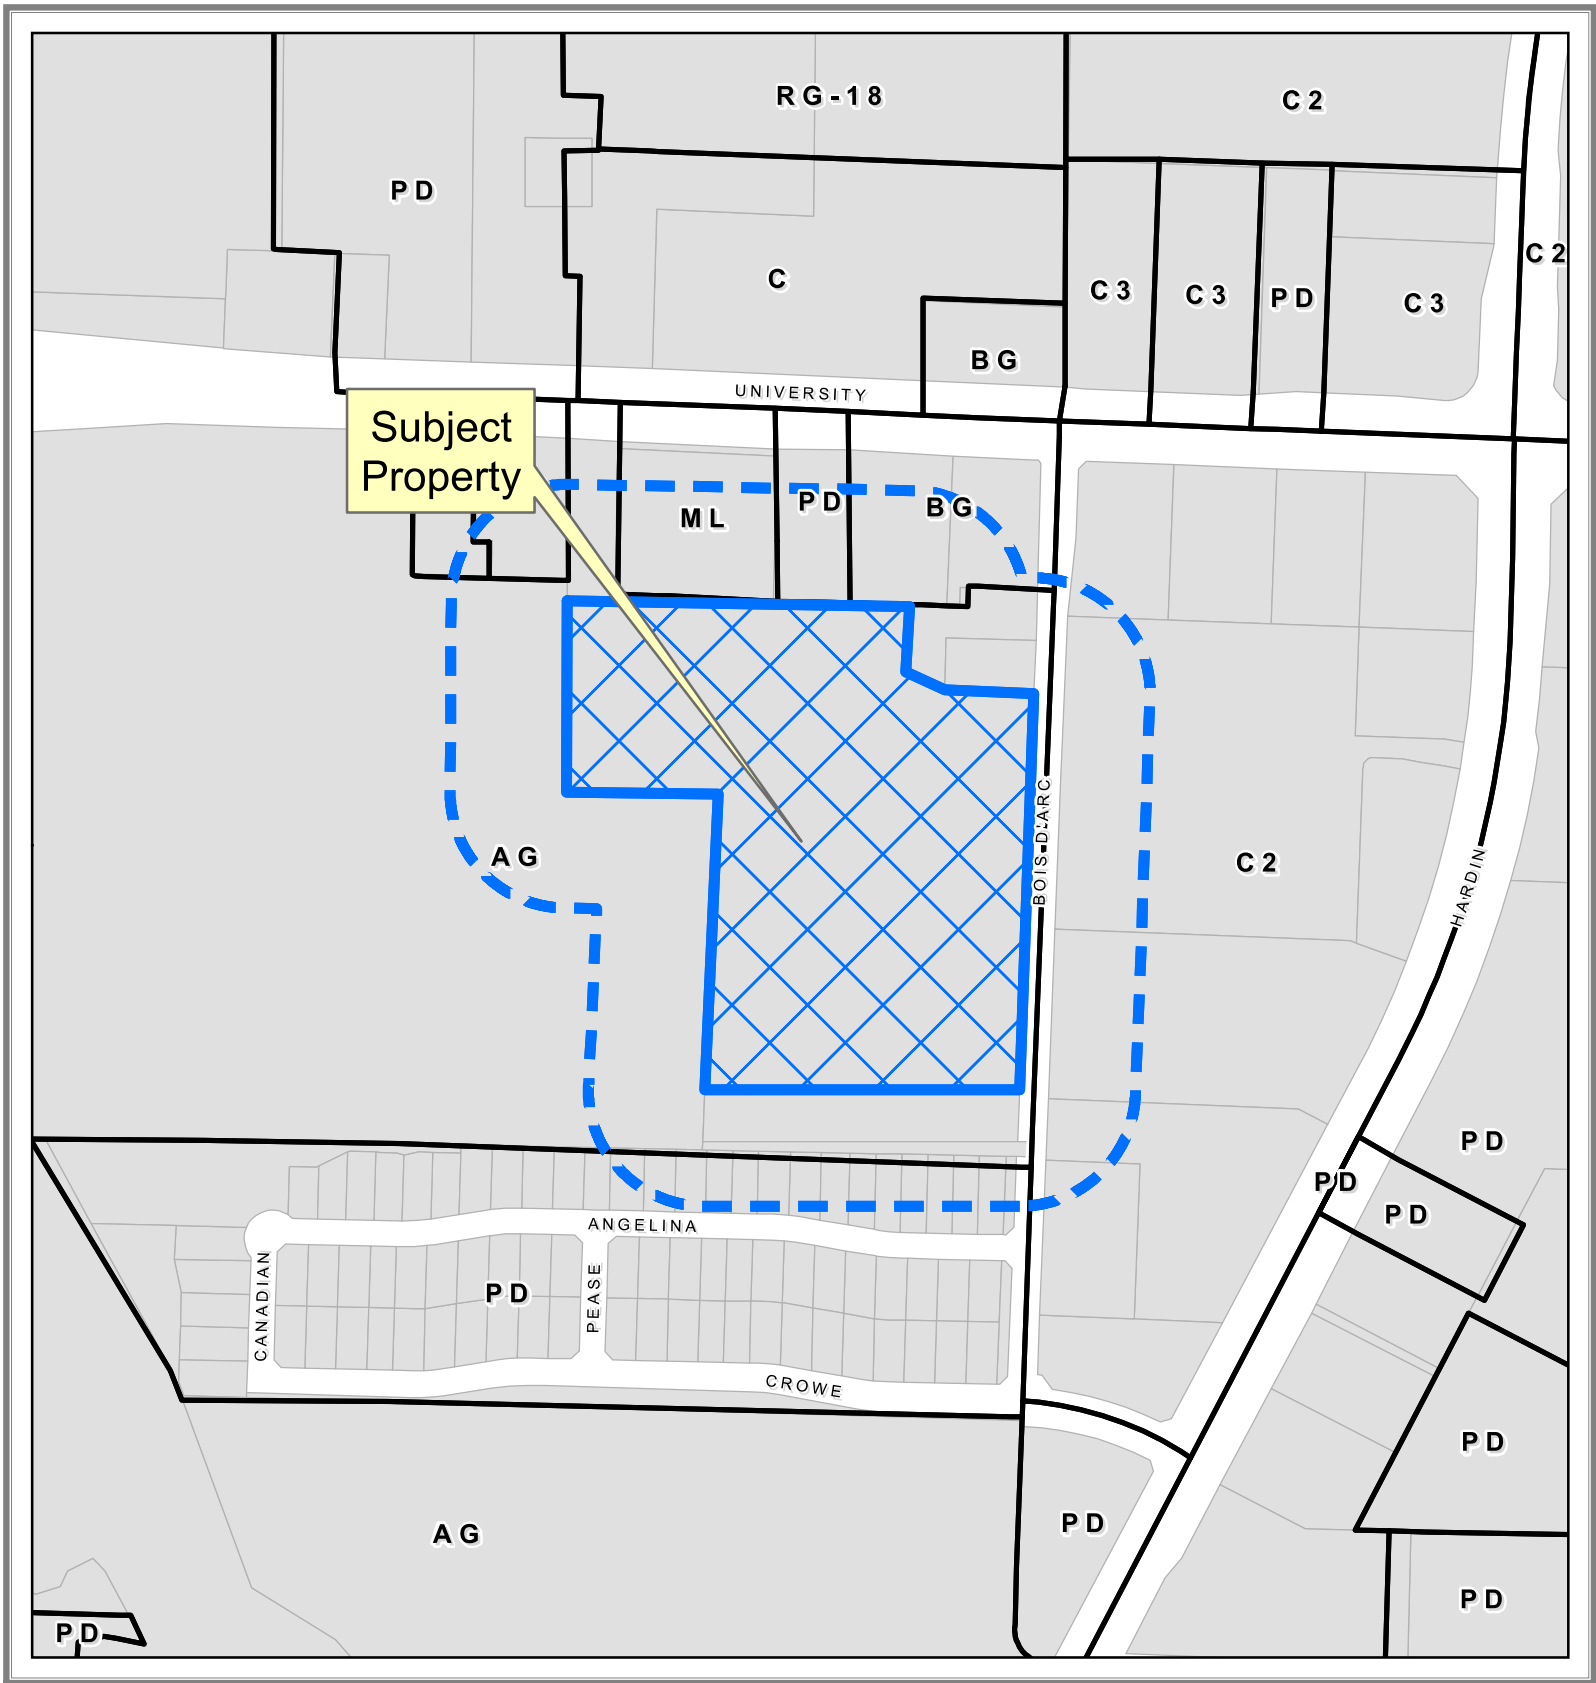 RG-18
C2
PD
C2
C
C3
C3
PD
C3
BG
UNIVERSITY
Subject
Property
ML
PD
BG
BOIS D'ARC
AG
C2
HARDIN
PD
PD
PD
ANGELINA
CANADIAN
PD
PEASE
CROWE
PD
AG
PD
PD
PD